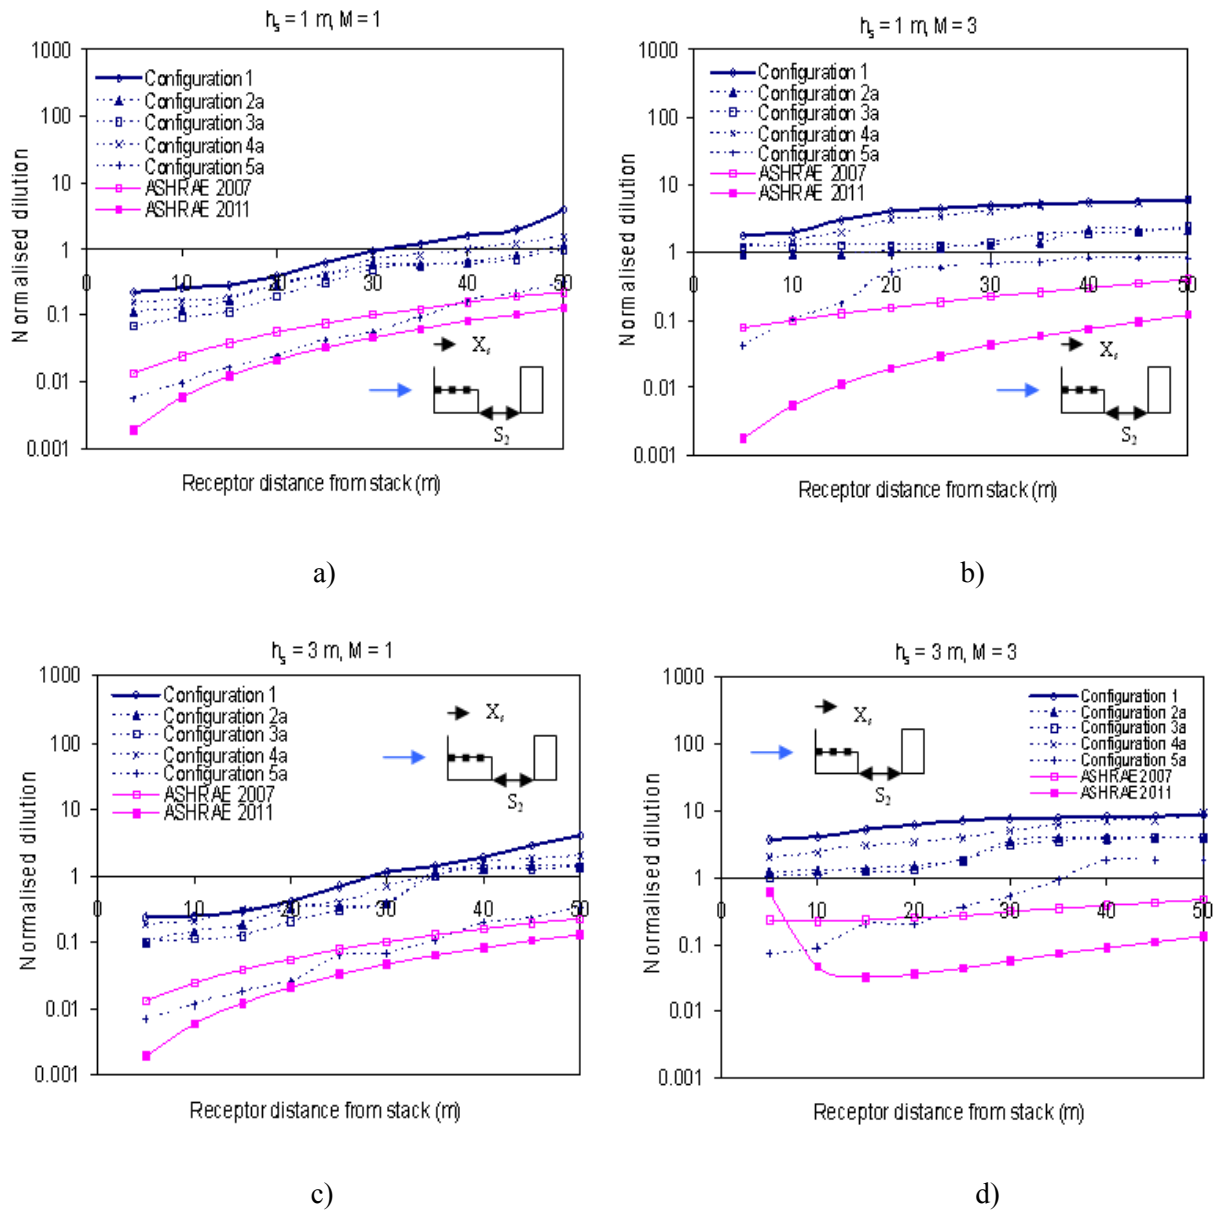 hs = 1 m, M = 1
1000
100
10
1
0.1
0.01
0.001
Normalised dilution
Configuration 1
Configuration 2a
Configuration 3a
Configuration 4a
Configuration 5a
ASHRAE 2007
ASHRAE 2011
0 10 20 30 40 50
Xs
S2
Receptor distance from stack (m)
a)
hs = 1 m, M = 3
1000
100
10
1
0.1
0.01
0.001
Normalised dilution
Configuration 1
Configuration 2a
Configuration 3a
Configuration 4a
Configuration 5a
ASHRAE 2007
ASHRAE 2011
0 10 20 30 40 50
Xs
S2
Receptor distance from stack (m)
b)
hs = 3 m, M = 1
1000
100
10
1
0.1
0.01
0.001
Normalised dilution
Configuration 1
Configuration 2a
Configuration 3a
Configuration 4a
Configuration 5a
ASHRAE 2007
ASHRAE 2011
Xs
S2
0 10 20 30 40 50
Receptor distance from stack (m)
c)
hs = 3 m, M = 3
1000
100
10
1
0.1
0.01
0.001
Normalised dilution
Xs
S2
Configuration 1
Configuration 2a
Configuration 3a
Configuration 4a
Configuration 5a
ASHRAE 2007
ASHRAE 2011
0 10 20 30 40 50
Receptor distance from stack (m)
d)